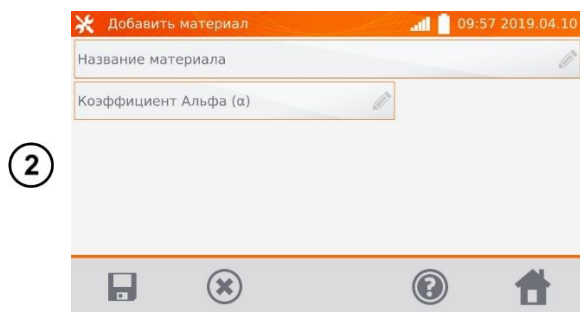 Добавить материал 09:57 2019.04.10
Название материала
Коэффициент Альфа (α)
2